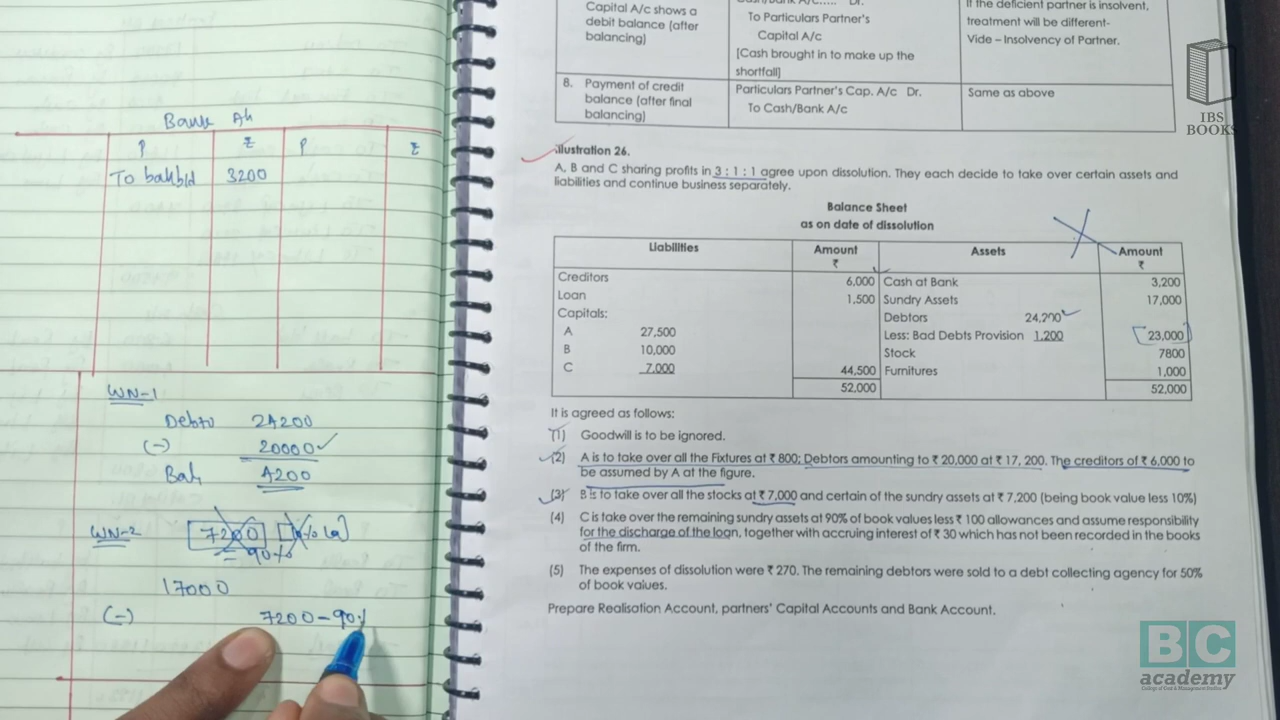 Bank A/c
P ₹ P ₹
To bal b/d 3200
WN-1
Debto 24200
(-) 20000
Bal 4200
WN-2 7200
90%
17000
(-) 7200 - 90%
Capital A/c shows a
debit balance (after
balancing)
To Particulars Partner's
Capital A/c
[Cash brought in to make up the
shortfall]
If the deficient partner is insolvent,
treatment will be different-
Vide – Insolvency of Partner.
8. Payment of credit
balance (after final
balancing)
Particulars Partner's Cap. A/c Dr.
To Cash/Bank A/c
Same as above
IBS
BOOKS
Illustration 26.
A, B and C sharing profits in 3 : 1 : 1 agree upon dissolution. They each decide to take over certain assets and
liabilities and continue business separately.
Balance Sheet
as on date of dissolution
Liabilities Amount Assets Amount
₹ ₹
Creditors 6,000 Cash at Bank 3,200
Loan 1,500 Sundry Assets 17,000
Capitals: Debtors 24,200
A 27,500 Less: Bad Debts Provision 1,200 23,000
B 10,000 Stock 7800
C 7,000 44,500 Furnitures 1,000
52,000 52,000
It is agreed as follows:
(1) Goodwill is to be ignored.
(2) A is to take over all the Fixtures at ₹ 800; Debtors amounting to ₹ 20,000 at ₹ 17, 200. The creditors of ₹ 6,000 to
be assumed by A at the figure.
(3) B is to take over all the stocks at ₹ 7,000 and certain of the sundry assets at ₹ 7,200 (being book value less 10%)
(4) C is take over the remaining sundry assets at 90% of book values less ₹ 100 allowances and assume responsibility
for the discharge of the loan, together with accruing interest of ₹ 30 which has not been recorded in the books
of the firm.
(5) The expenses of dissolution were ₹ 270. The remaining debtors were sold to a debt collecting agency for 50%
of book values.
Prepare Realisation Account, partners' Capital Accounts and Bank Account.
BC
academy